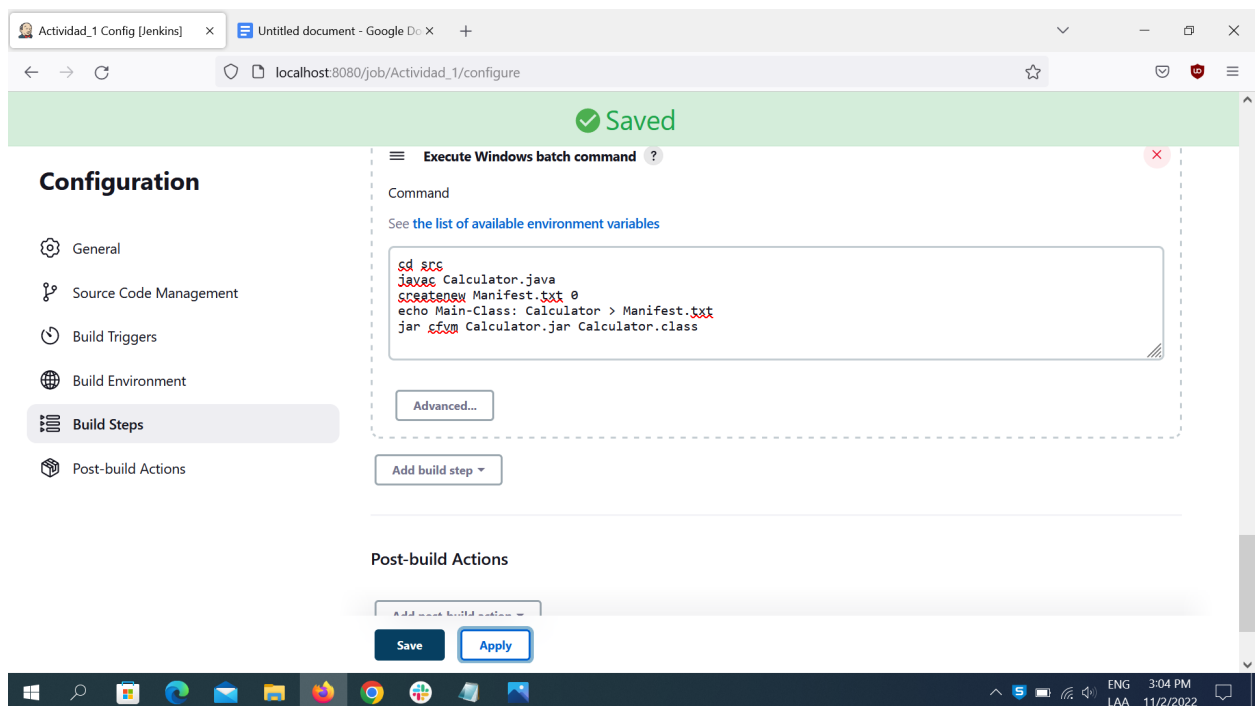 Actividad_1 Config [Jenkins]
Untitled document - Google Do
localhost:8080/job/Actividad_1/configure
Saved
Execute Windows batch command ?
Configuration
Command
See the list of available environment variables
General
cd src
javac Calculator.java
createnew Manifest.txt 0
echo Main-Class: Calculator > Manifest.txt
jar cfvm Calculator.jar Calculator.class
Source Code Management
Build Triggers
Build Environment
Advanced...
Build Steps
Post-build Actions
Add build step
Post-build Actions
Add post-build action
Save
Apply
ENG
LAA
3:04 PM
11/2/2022